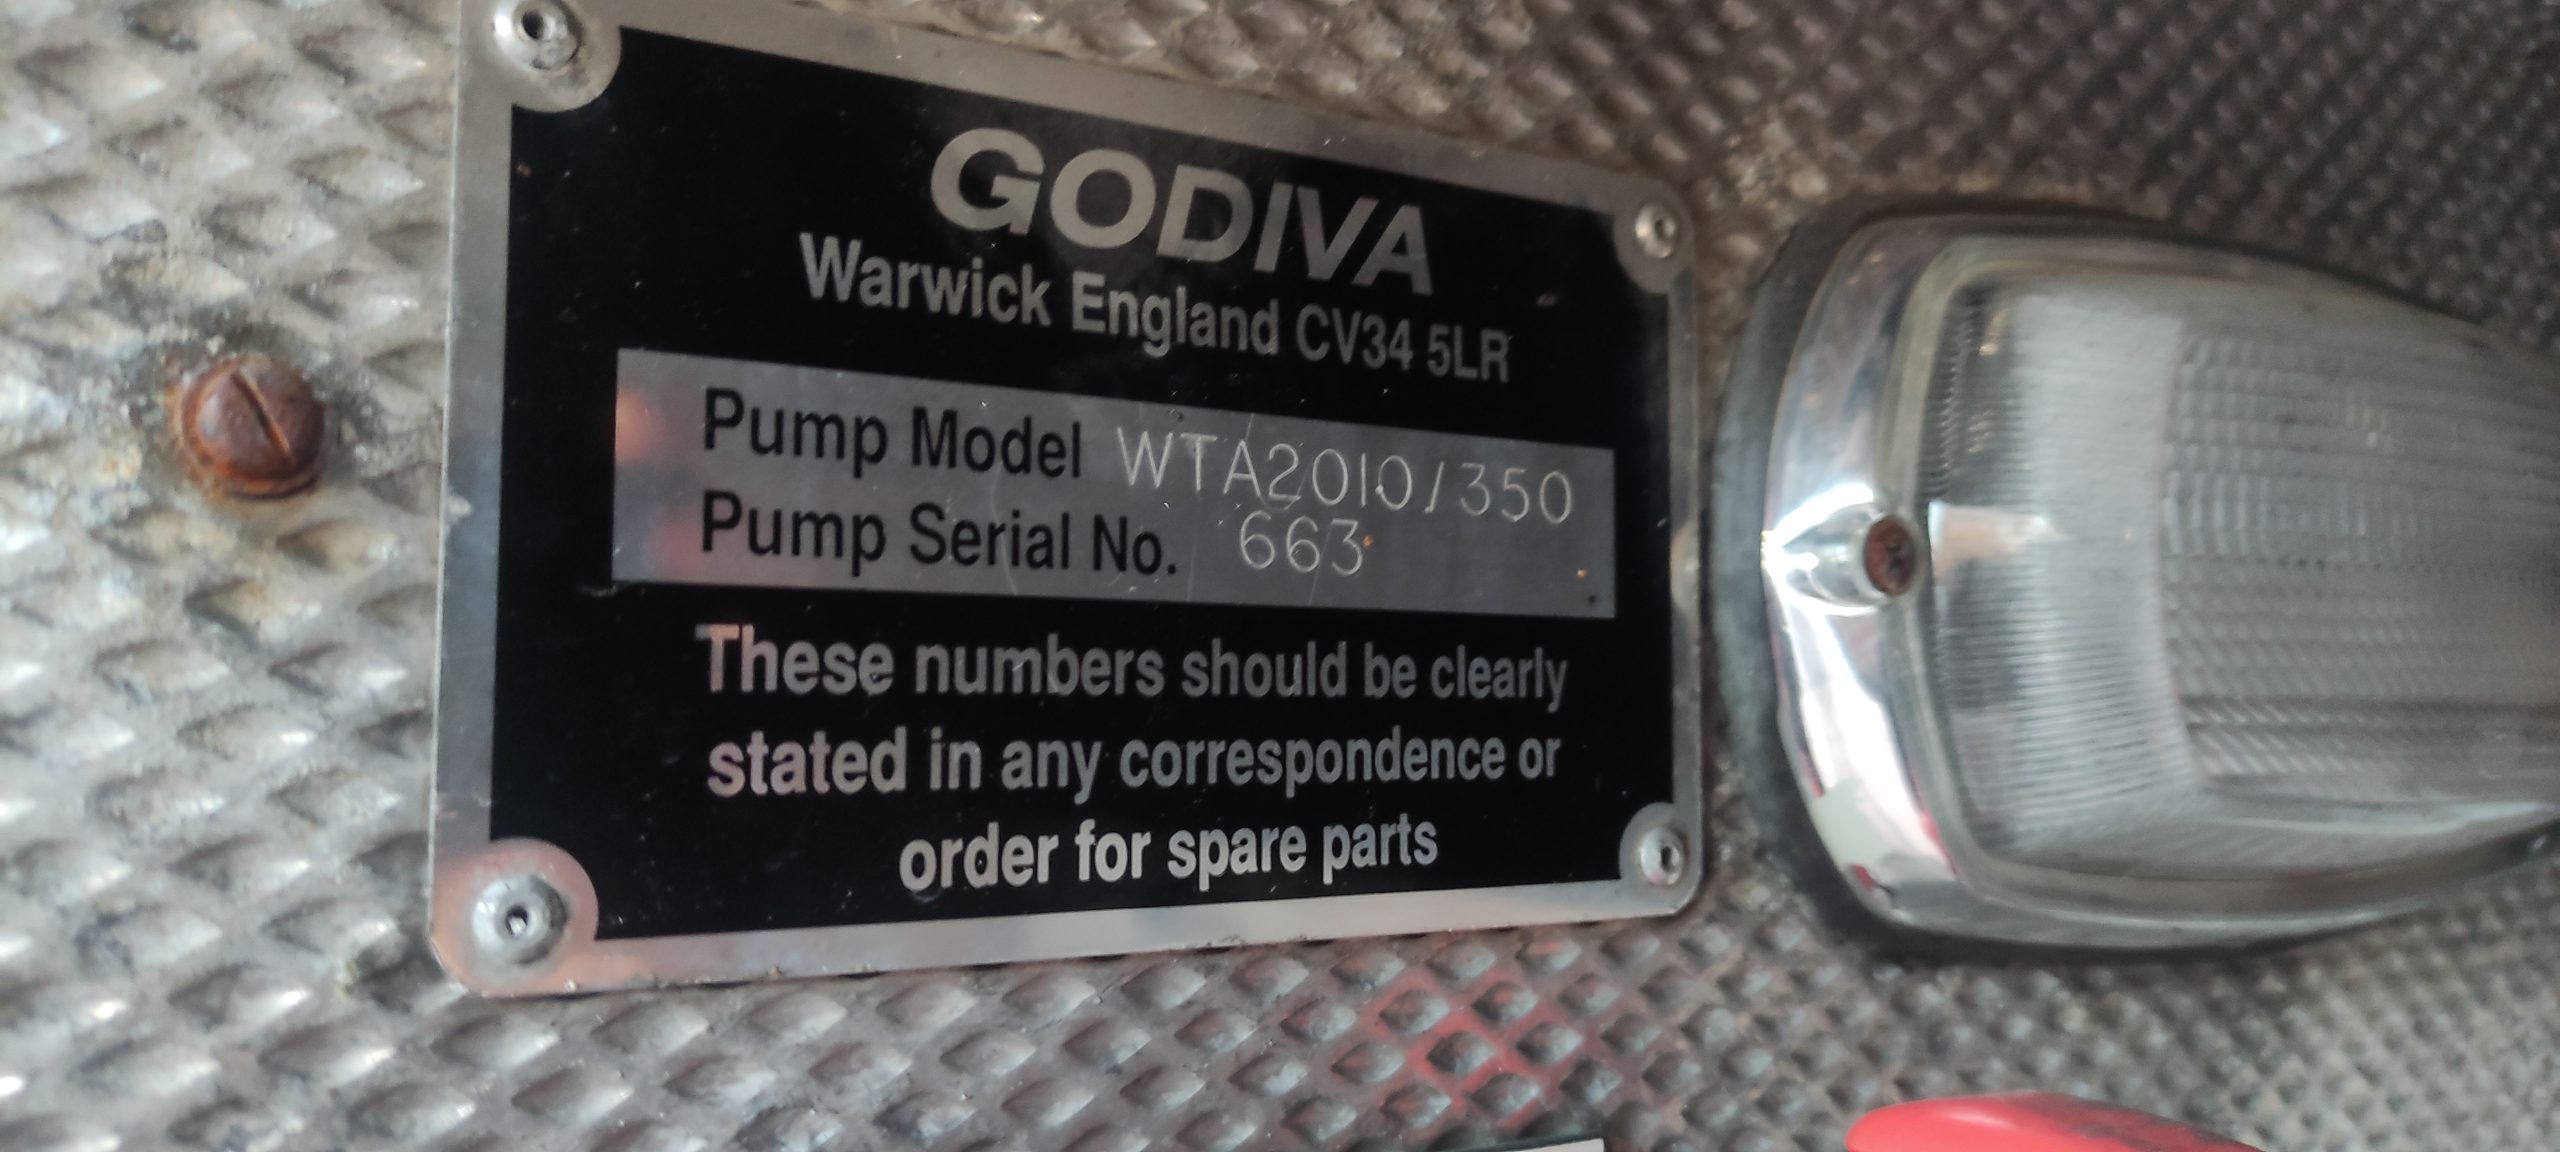 GODIVA
Warwick England CV34 5LR
Pump Model WTA2010/350
Pump Serial No. 663
These numbers should be clearly
stated in any correspondence or
order for spare parts